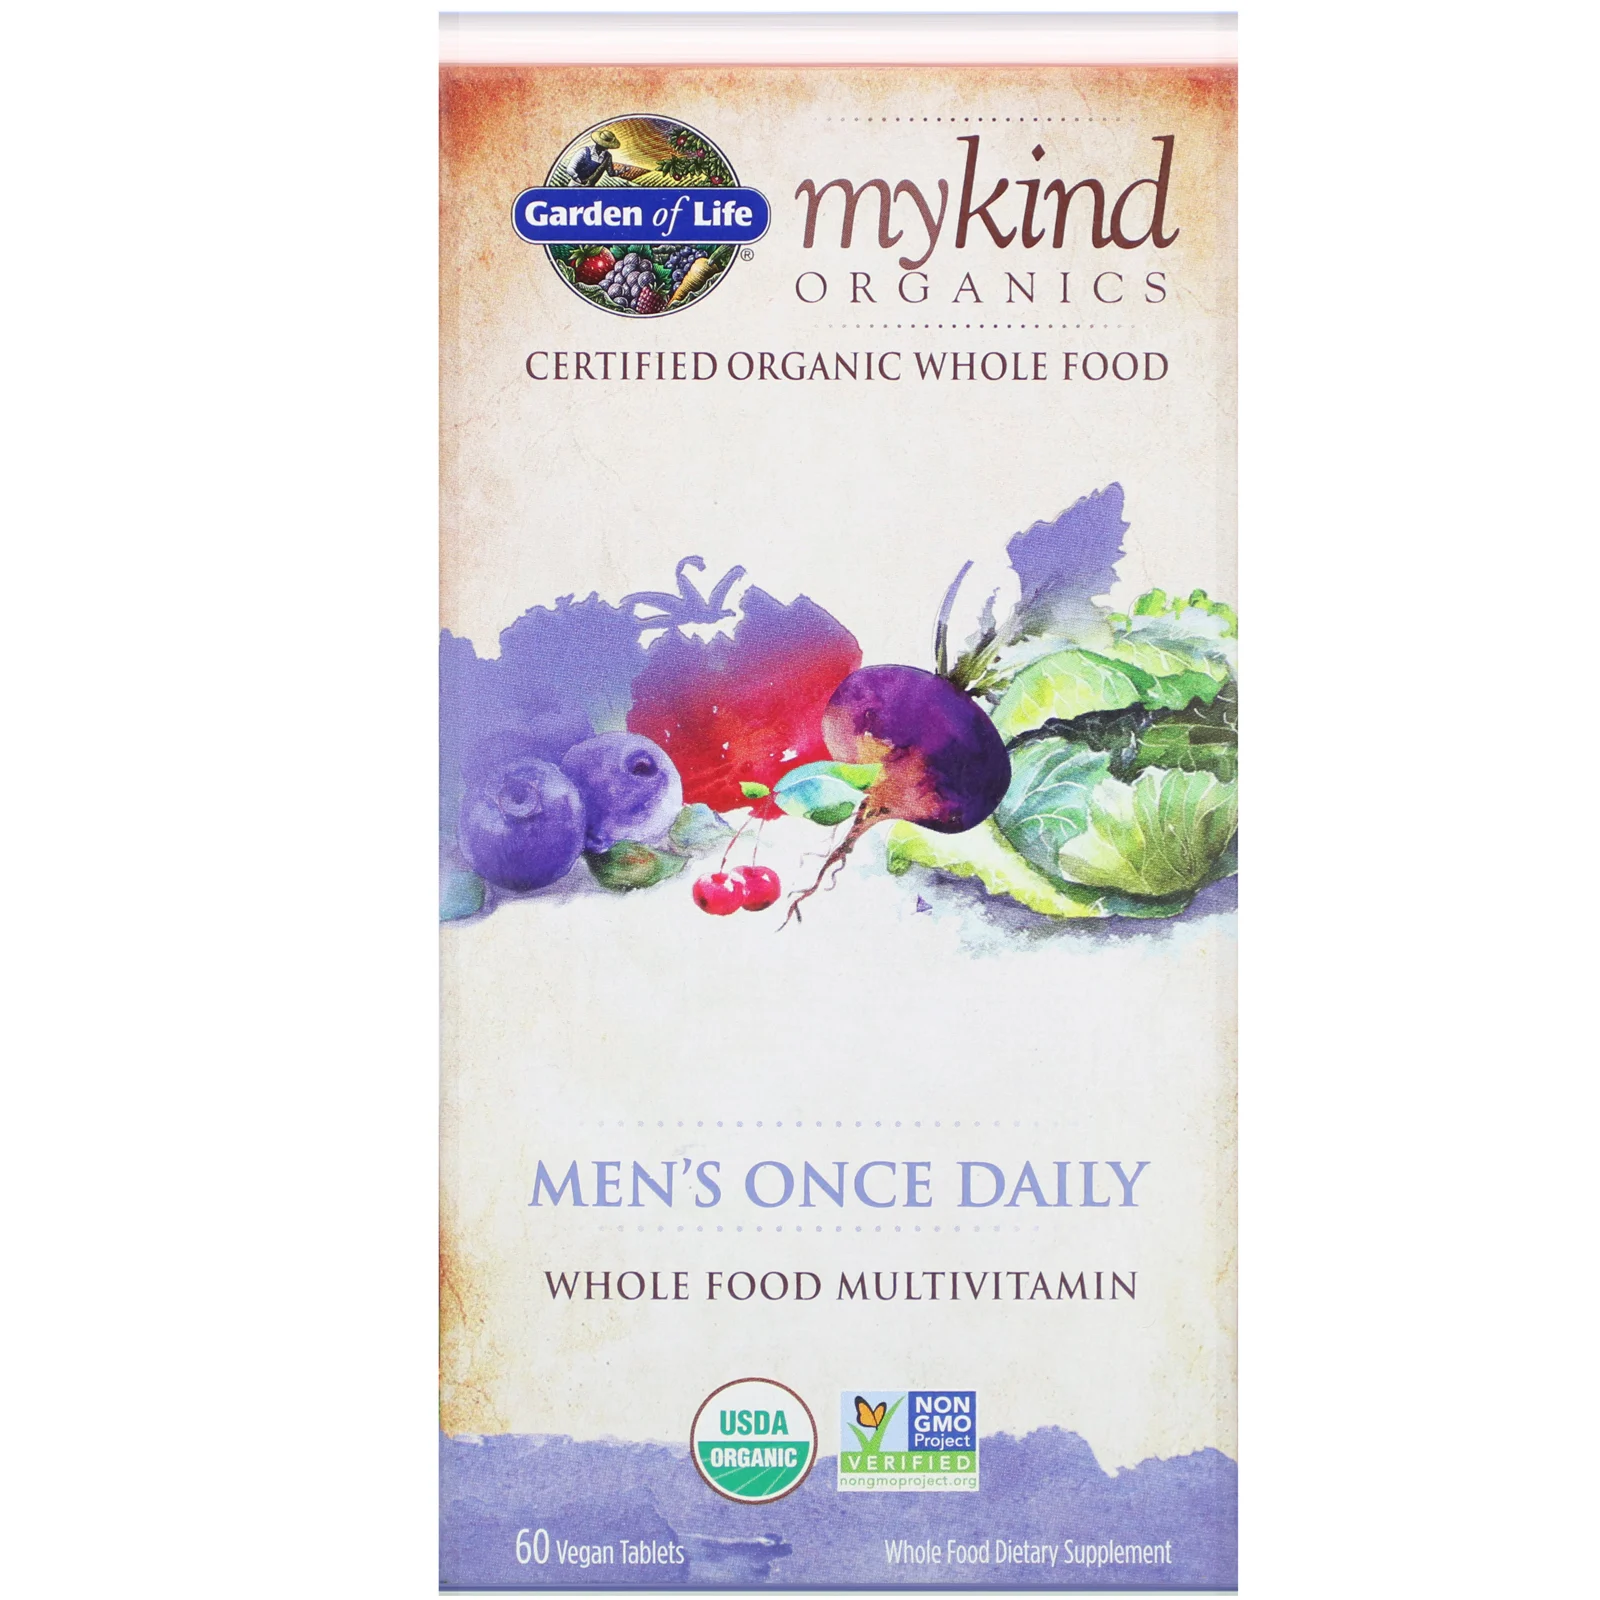 Garden of Life
®
mykind
ORGANICS
CERTIFIED ORGANIC WHOLE FOOD
MEN'S ONCE DAILY
WHOLE FOOD MULTIVITAMIN
USDA
ORGANIC
NON
GMO
Project
VERIFIED
nongmoproject.org
60 Vegan Tablets
Whole Food Dietary Supplement